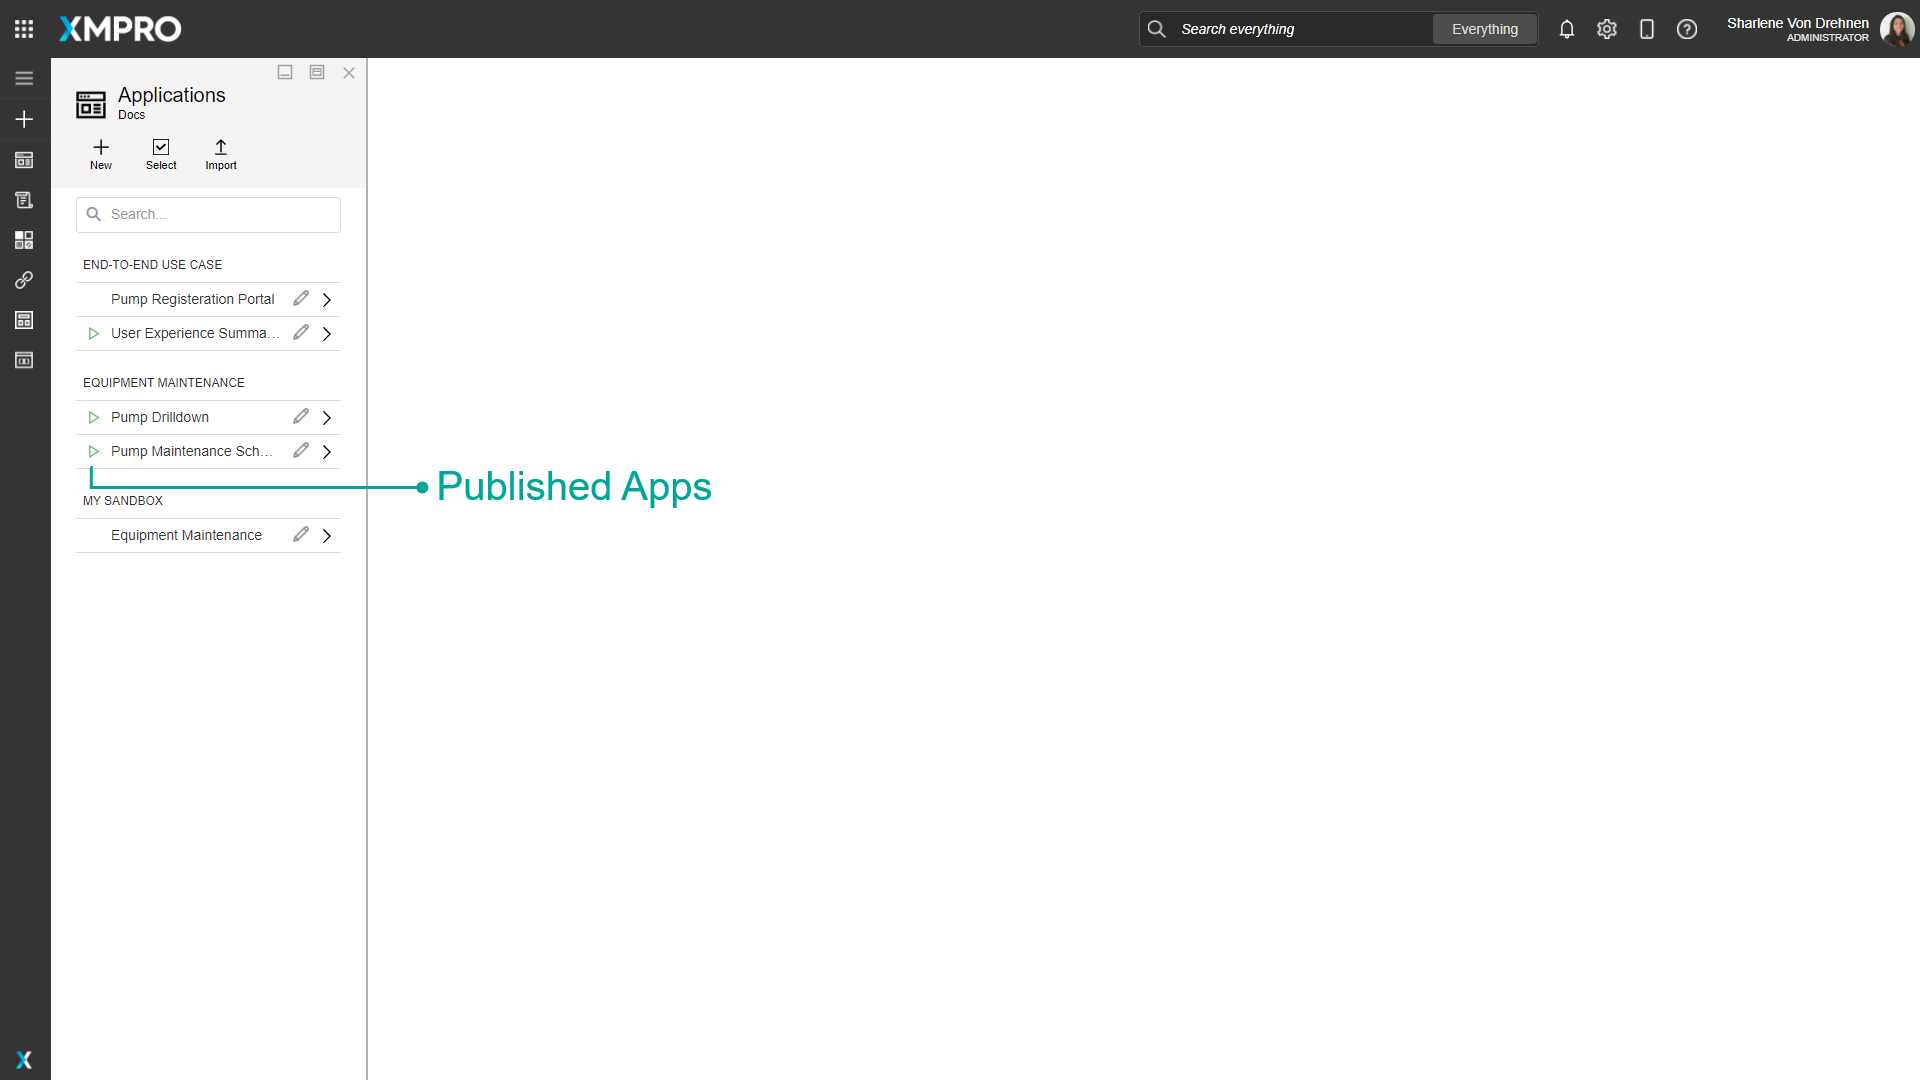 XMPRO
Search everything
Everything
Sharlene Von Drehnen
ADMINISTRATOR
Applications
Docs
New
Select
Import
Search...
END-TO-END USE CASE
Pump Registeration Portal
User Experience Summa...
EQUIPMENT MAINTENANCE
Pump Drilldown
Pump Maintenance Sch...
Published Apps
MY SANDBOX
Equipment Maintenance